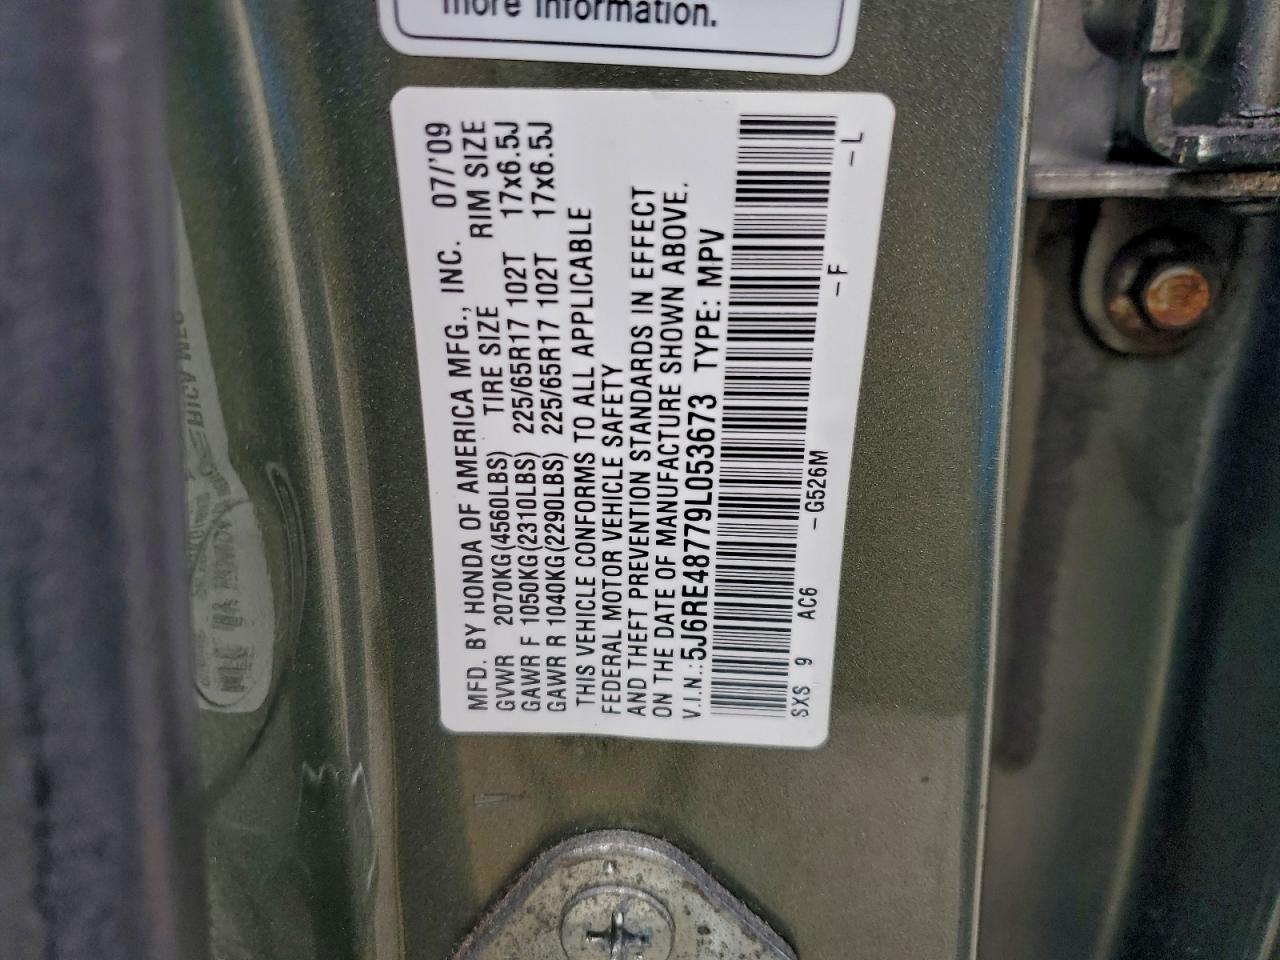 more information.
MFD. BY HONDA OF AMERICA MFG., INC. 07/'09
GVWR 2070KG(4560LBS) TIRE SIZE RIM SIZE
GAWR F 1050KG(2310LBS) 225/65R17 102T 17x6.5J
GAWR R 1040KG(2290LBS) 225/65R17 102T 17x6.5J
THIS VEHICLE CONFORMS TO ALL APPLICABLE
FEDERAL MOTOR VEHICLE SAFETY
AND THEFT PREVENTION STANDARDS IN EFFECT
ON THE DATE OF MANUFACTURE SHOWN ABOVE.
V.I.N.: 5J6RE48779L053673 TYPE: MPV
SXS 9 AC6 -G526M -F -L